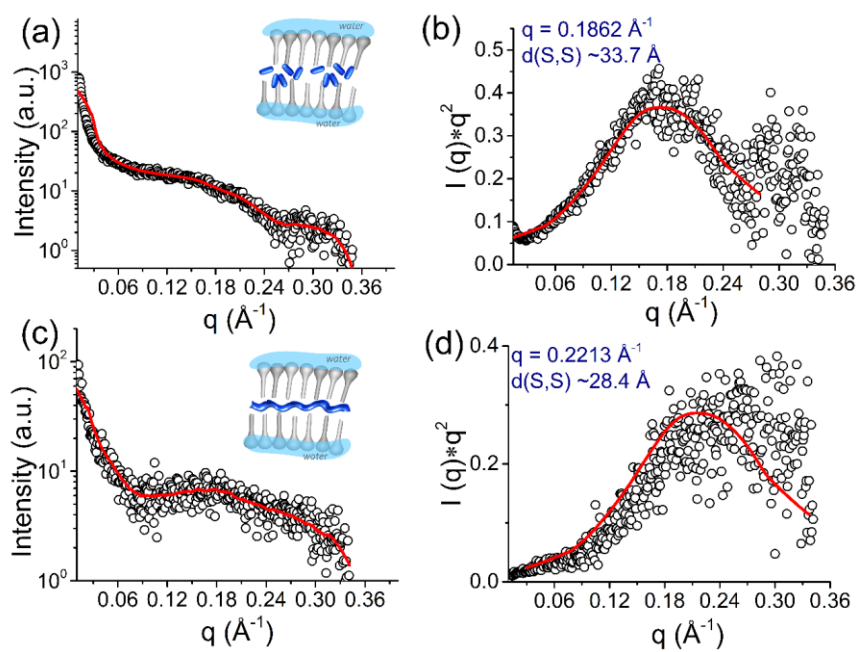 (a)
Intensity (a.u.)
10³
10²
10¹
10⁰
water
water
0.06 0.12 0.18 0.24 0.30 0.36
q (Å⁻¹)
(b)
q = 0.1862 Å⁻¹
d(S,S) ~33.7 Å
I (q)*q²
0.5
0.4
0.3
0.2
0.1
0.0
0.06 0.12 0.18 0.24 0.30 0.36
q (Å⁻¹)
(c)
Intensity (a.u.)
10²
10¹
10⁰
water
water
0.06 0.12 0.18 0.24 0.30 0.36
q (Å⁻¹)
(d)
q = 0.2213 Å⁻¹
d(S,S) ~28.4 Å
I (q)*q²
0.4
0.2
0.0
0.06 0.12 0.18 0.24 0.30 0.36
q (Å⁻¹)